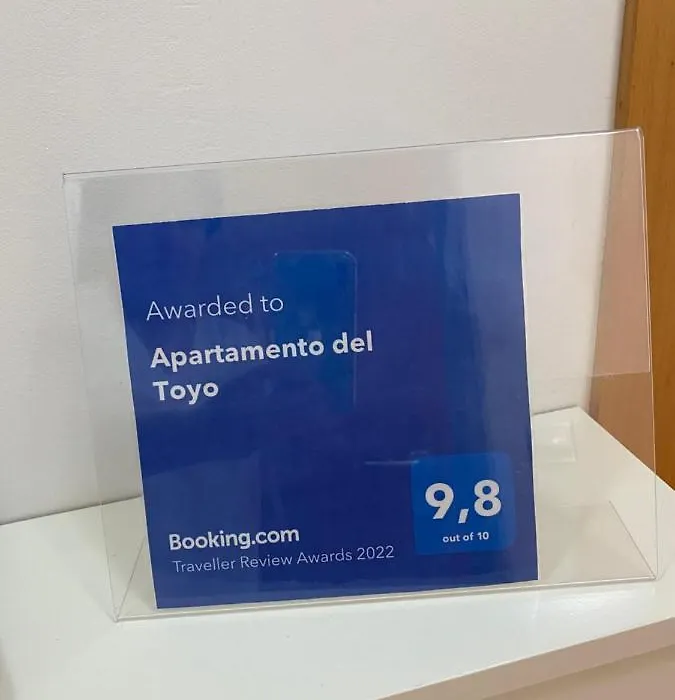 Awarded to
Apartamento del
Toyo
9,8
out of 10
Booking.com
Traveller Review Awards 2022